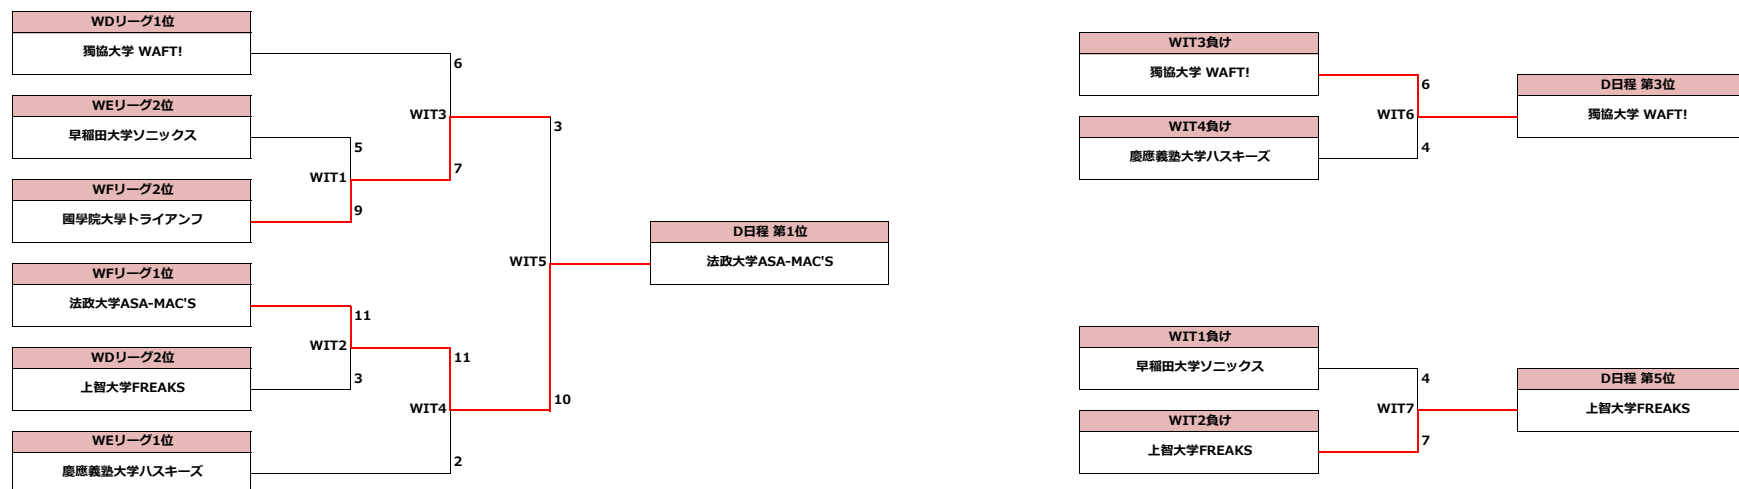 WDリーグ1位
獨協大学 WAFT!
6
WEリーグ2位
早稲田大学ソニックス
WIT3
3
5
WIT1
7
WFリーグ2位
國學院大學トライアンフ
9
D日程 第1位
法政大学ASA-MAC'S
WIT5
WFリーグ1位
法政大学ASA-MAC'S
11
WIT2
11
WDリーグ2位
上智大学FREAKS
3
10
WIT4
WEリーグ1位
慶應義塾大学ハスキーズ
2
WIT3負け
獨協大学 WAFT!
6
D日程 第3位
獨協大学 WAFT!
WIT6
WIT4負け
慶應義塾大学ハスキーズ
4
WIT1負け
早稲田大学ソニックス
4
D日程 第5位
上智大学FREAKS
WIT7
WIT2負け
上智大学FREAKS
7